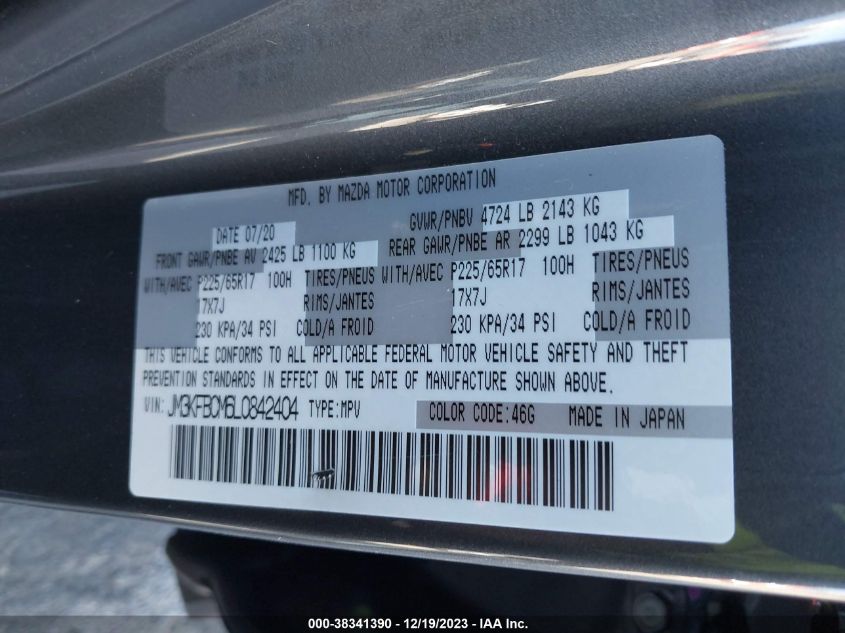 MFD. BY MAZDA MOTOR CORPORATION
DATE 07/20 GVWR/PNBV 4724 LB 2143 KG
FRONT GAWR/PNBE AV 2425 LB 1100 KG REAR GAWR/PNBE AR 2299 LB 1043 KG
WITH/AVEC P225/65R17 100H TIRES/PNEUS WITH/AVEC P225/65R17 100H TIRES/PNEUS
17X7J RIMS/JANTES 17X7J RIMS/JANTES
230 KPA/34 PSI COLD/A FROID 230 KPA/34 PSI COLD/A FROID
THIS VEHICLE CONFORMS TO ALL APPLICABLE FEDERAL MOTOR VEHICLE SAFETY AND THEFT
PREVENTION STANDARDS IN EFFECT ON THE DATE OF MANUFACTURE SHOWN ABOVE.
VIN: JM3KFBCM6L0842404 TYPE:MPV COLOR CODE:46G MADE IN JAPAN
000-38341390 - 12/19/2023 - IAA Inc.